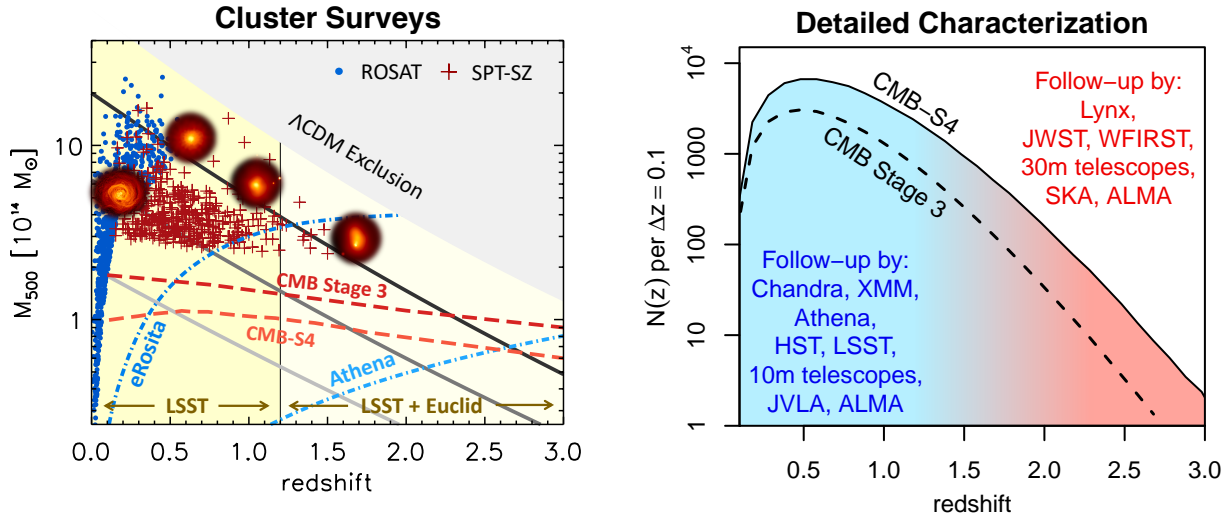 Cluster Surveys
ROSAT
SPT-SZ
ΛCDM Exclusion
CMB Stage 3
CMB-S4
eRosita
Athena
LSST
LSST + Euclid
M500 [10¹⁴ M⊙]
10
1
0.0 0.5 1.0 1.5 2.0 2.5 3.0
redshift
Detailed Characterization
CMB−S4
CMB Stage 3
Follow−up by:
Lynx,
JWST, WFIRST,
30m telescopes,
SKA, ALMA
Follow−up by:
Chandra, XMM,
Athena,
HST, LSST,
10m telescopes,
JVLA, ALMA
N(z) per Δz = 0.1
10⁴
1000
100
10
1
0.5 1.0 1.5 2.0 2.5 3.0
redshift